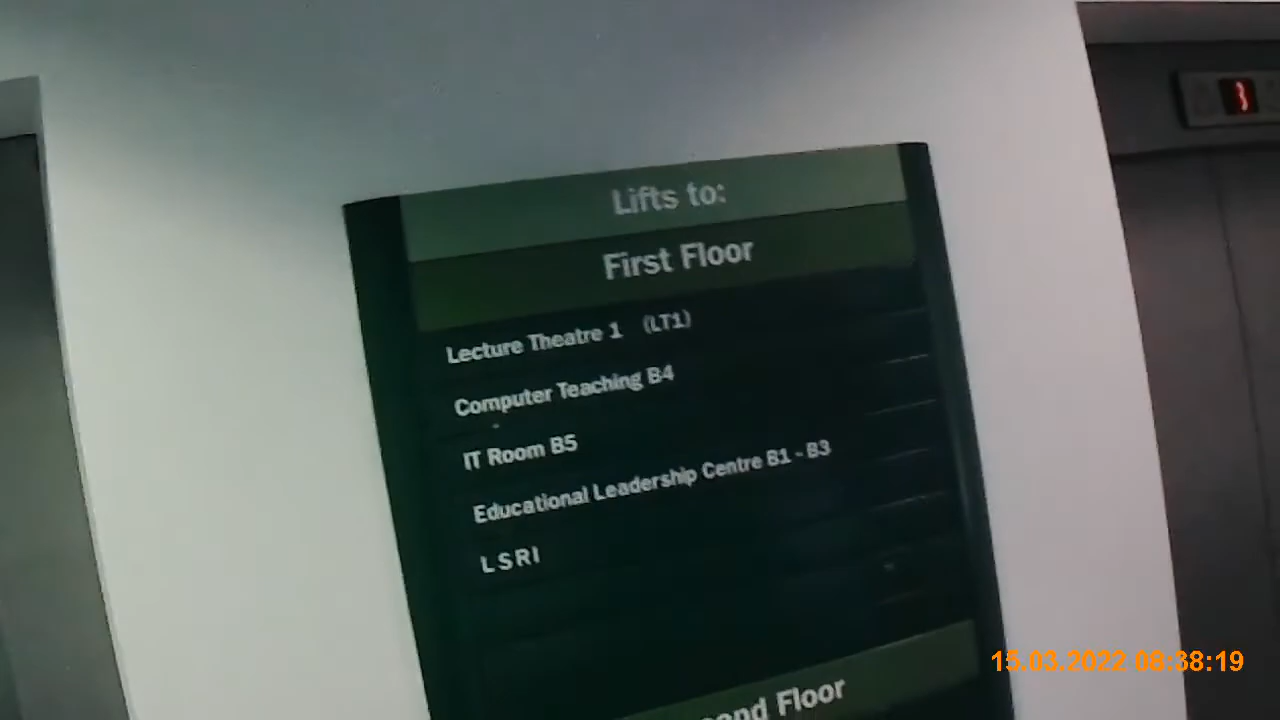 Lifts to:
First Floor
Lecture Theatre 1 (LT1)
Computer Teaching B4
IT Room B5
Educational Leadership Centre B1 - B3
LSRI
Floor
15.03.2022 08:38:19